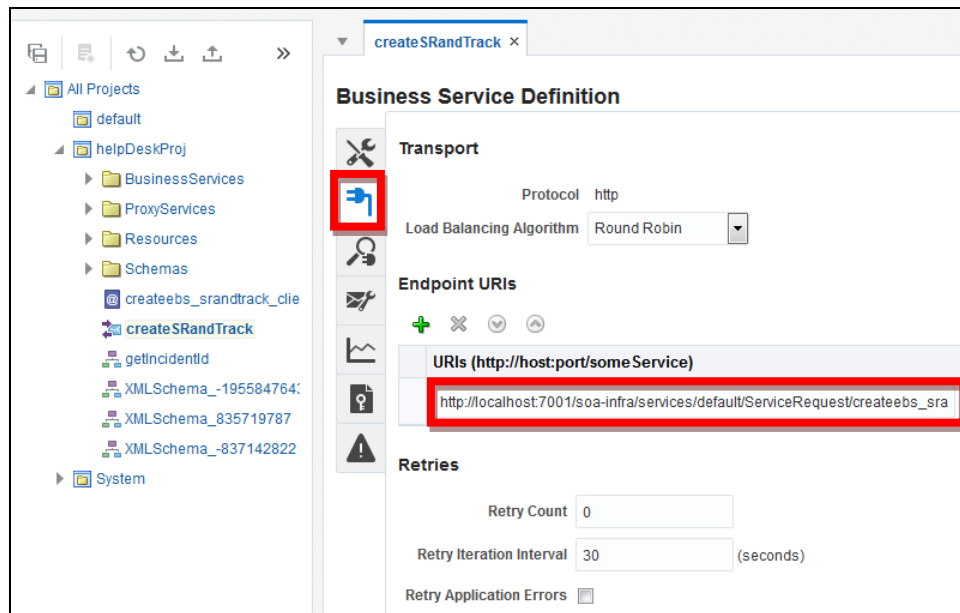 createSRandTrack ×
All Projects
default
helpDeskProj
BusinessServices
ProxyServices
Resources
Schemas
createebs_srandtrack_clie
createSRandTrack
getIncidentId
XMLSchema_-1955847643
XMLSchema_835719787
XMLSchema_-837142822
System
Business Service Definition
Transport
Protocol http
Load Balancing Algorithm Round Robin
Endpoint URIs
URIs (http://host:port/someService)
http://localhost:7001/soa-infra/services/default/ServiceRequest/createebs_sra
Retries
Retry Count 0
Retry Iteration Interval 30 (seconds)
Retry Application Errors